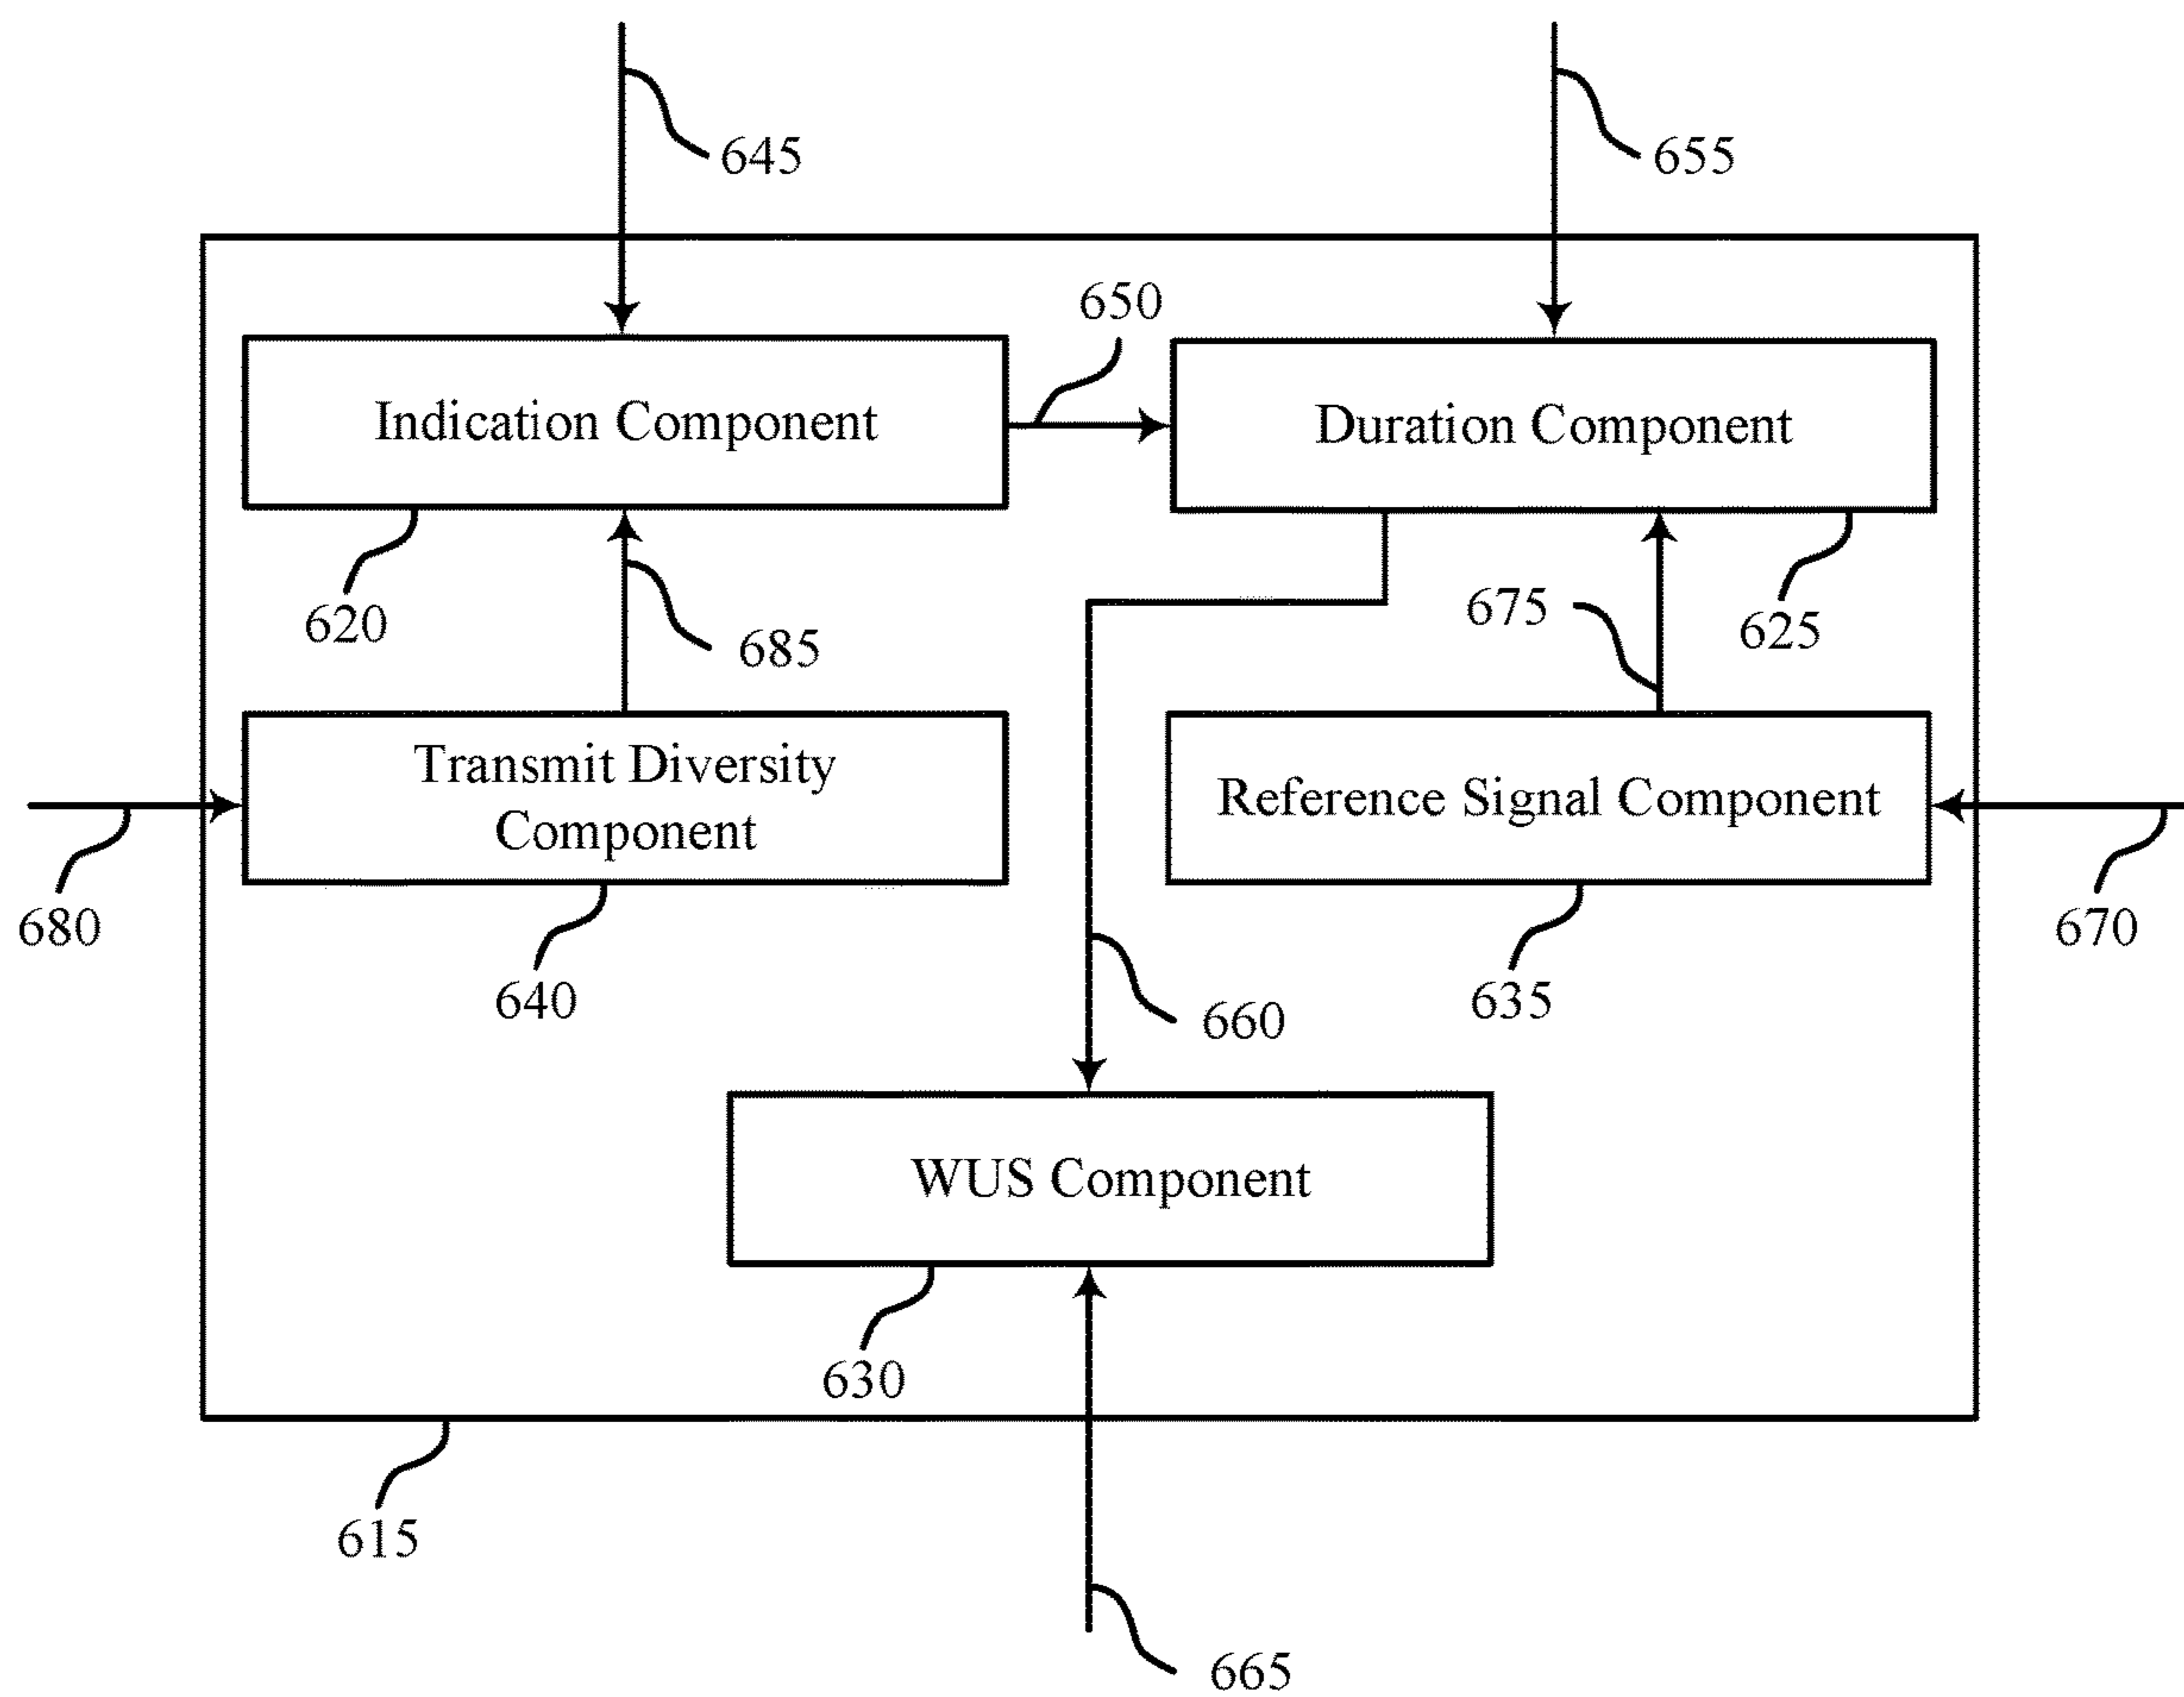 645
655
650
Indication Component
Duration Component
620
685
675
625
Transmit Diversity
Component
Reference Signal Component
680
640
660
635
670
WUS Component
630
615
665